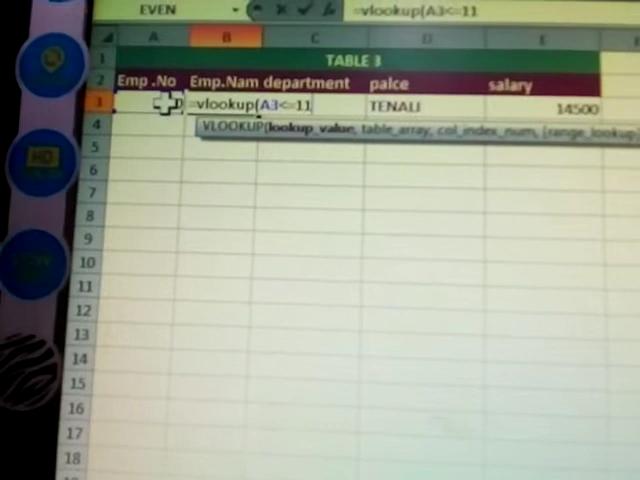 EVEN =vlookup(A3<=11
A B C D E
1 TABLE 3
2 Emp .No Emp.Nam department palce salary
3 =vlookup(A3<=11 TENALI 14500
4 VLOOKUP(lookup_value, table_array, col_index_num, [range_lookup
5
6
7
8
9
10
11
12
13
14
15
16
17
18
HD